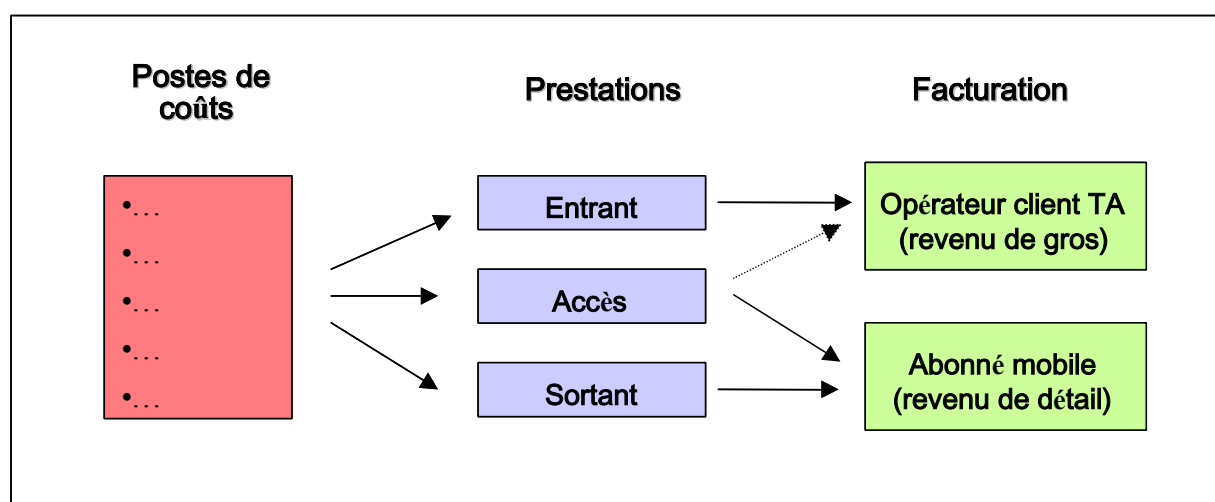 Postes de
coûts
Prestations
Facturation
•...
•...
•...
•...
•...
Entrant
Accès
Sortant
Opérateur client TA
(revenu de gros)
Abonné mobile
(revenu de détail)